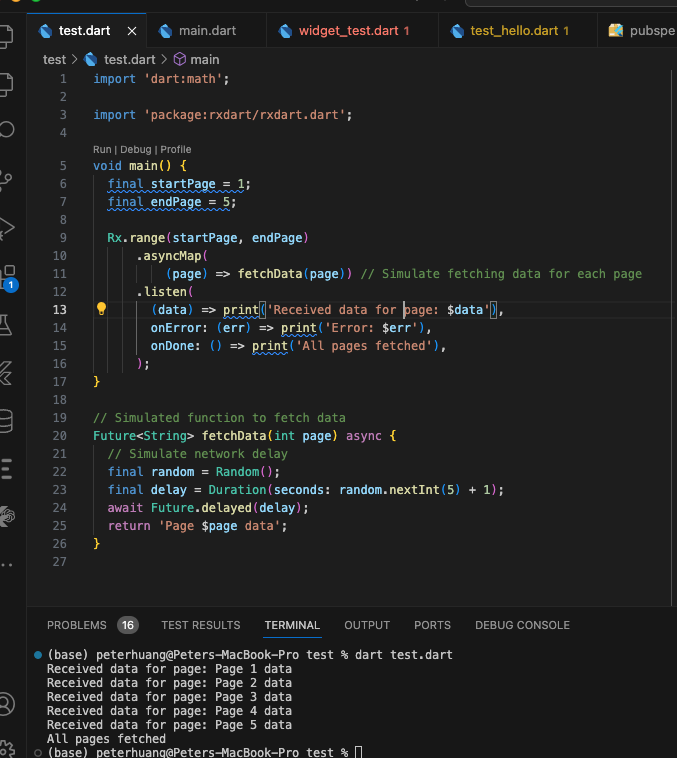 test.dart
main.dart
widget_test.dart 1
test_hello.dart 1
pubspe
test > test.dart > main
1 import 'dart:math';
2
3 import 'package:rxdart/rxdart.dart';
4
Run | Debug | Profile
5 void main() {
6 final startPage = 1;
7 final endPage = 5;
8
9 Rx.range(startPage, endPage)
10 .asyncMap(
11 (page) => fetchData(page)) // Simulate fetching data for each page
12 .listen(
13 (data) => print('Received data for page: $data'),
14 onError: (err) => print('Error: $err'),
15 onDone: () => print('All pages fetched'),
16 );
17 }
18
19 // Simulated function to fetch data
20 Future<String> fetchData(int page) async {
21 // Simulate network delay
22 final random = Random();
23 final delay = Duration(seconds: random.nextInt(5) + 1);
24 await Future.delayed(delay);
25 return 'Page $page data';
26 }
27
1
PROBLEMS 16 TEST RESULTS TERMINAL OUTPUT PORTS DEBUG CONSOLE
(base) peterhuang@Peters-MacBook-Pro test % dart test.dart
Received data for page: Page 1 data
Received data for page: Page 2 data
Received data for page: Page 3 data
Received data for page: Page 4 data
Received data for page: Page 5 data
All pages fetched
(base) peterhuang@Peters-MacBook-Pro test %